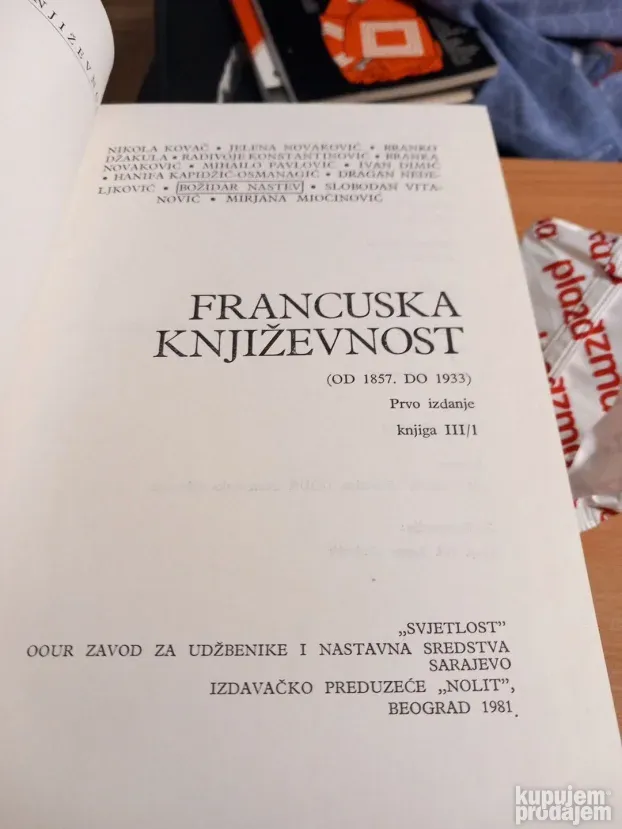 NJIŽEVN
NIKOLA KOVAČ • JELENA NOVAKOVIĆ • BRANKO
DŽAKULA • RADIVOJE KONSTANTINOVIĆ • BRANKA
NOVAKOVIĆ • MIHAILO PAVLOVIĆ • IVAN DIMIĆ
• HANIFA KAPIDŽIĆ-OSMANAGIĆ • DRAGAN NEDE-
LJKOVIĆ • BOŽIDAR NASTEV • SLOBODAN VITA-
NOVIĆ • MIRJANA MIOČINOVIĆ
FRANCUSKA
KNJIŽEVNOST
(OD 1857. DO 1933)
Prvo izdanje
knjiga III/1
„SVJETLOST”
OOUR ZAVOD ZA UDŽBENIKE I NASTAVNA SREDSTVA
SARAJEVO
IZDAVAČKO PREDUZEĆE „NOLIT”,
BEOGRAD 1981.
plazma
kupujem
prodajem